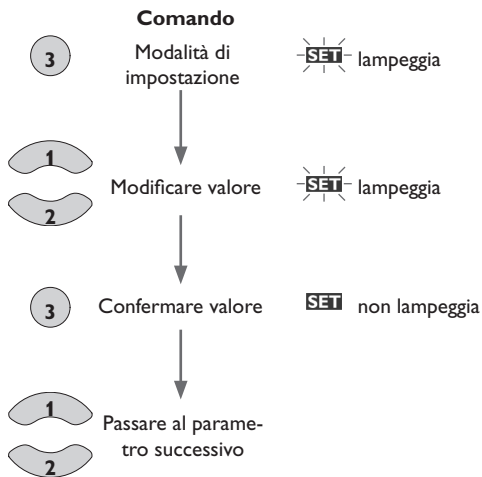 Comando
3 Modalità di impostazione SET lampeggia
1
2
Modificare valore SET lampeggia
3 Confermare valore SET non lampeggia
1
2
Passare al parame-
tro successivo